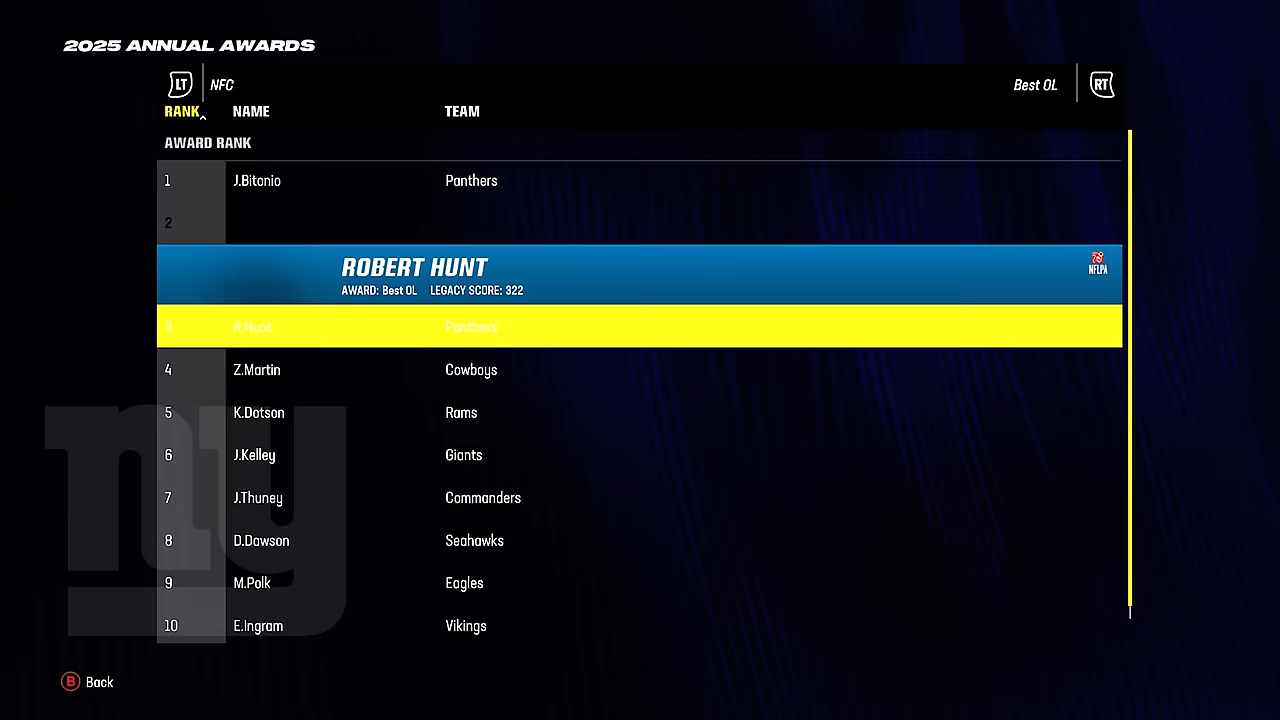 2025 ANNUAL AWARDS
LT NFC Best OL RT
RANK NAME TEAM
AWARD RANK
1 J.Bitonio Panthers
2
ROBERT HUNT
NFLPA
AWARD: Best OL LEGACY SCORE: 322
3 R.Hunt Panthers
4 Z.Martin Cowboys
5 K.Dotson Rams
6 J.Kelley Giants
7 J.Thuney Commanders
8 D.Dawson Seahawks
9 M.Polk Eagles
10 E.Ingram Vikings
ny
B Back